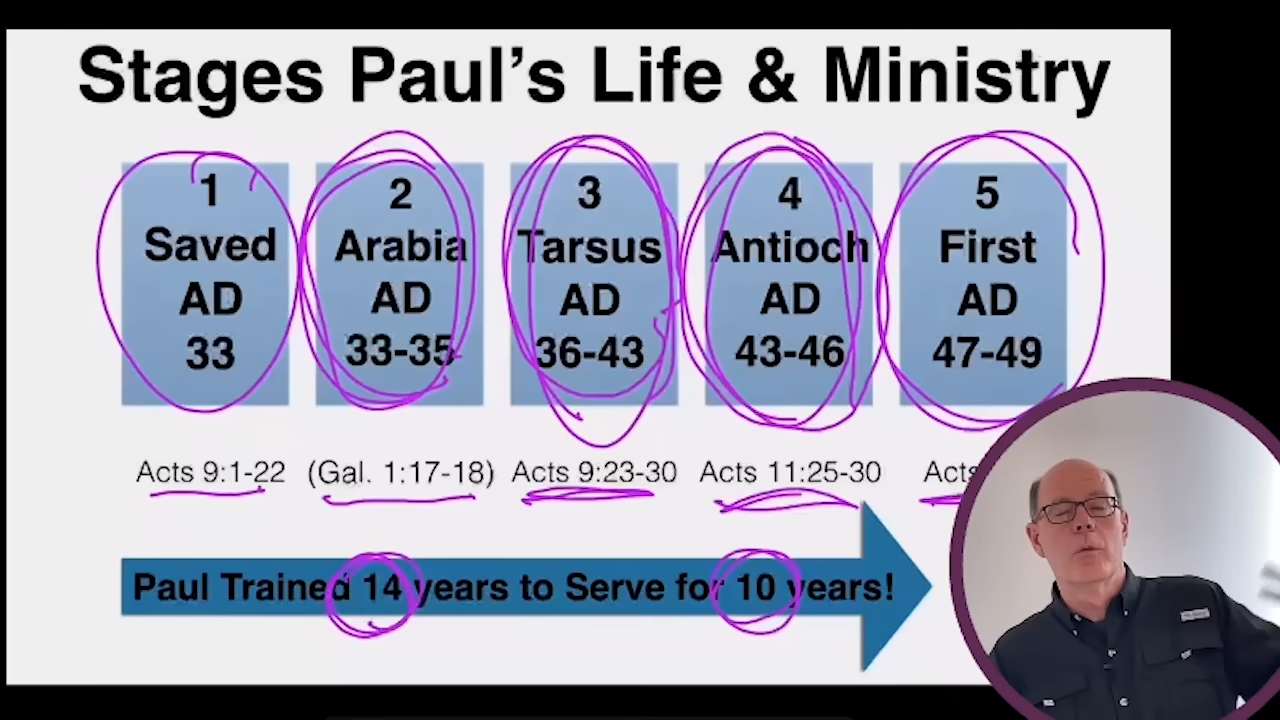 Stages Paul’s Life & Ministry
1
Saved
AD
33
2
Arabia
AD
33-35
3
Tarsus
AD
36-43
4
Antioch
AD
43-46
5
First
AD
47-49
Acts 9:1-22
(Gal. 1:17-18)
Acts 9:23-30
Acts 11:25-30
Acts
Paul Trained 14 years to Serve for 10 years!